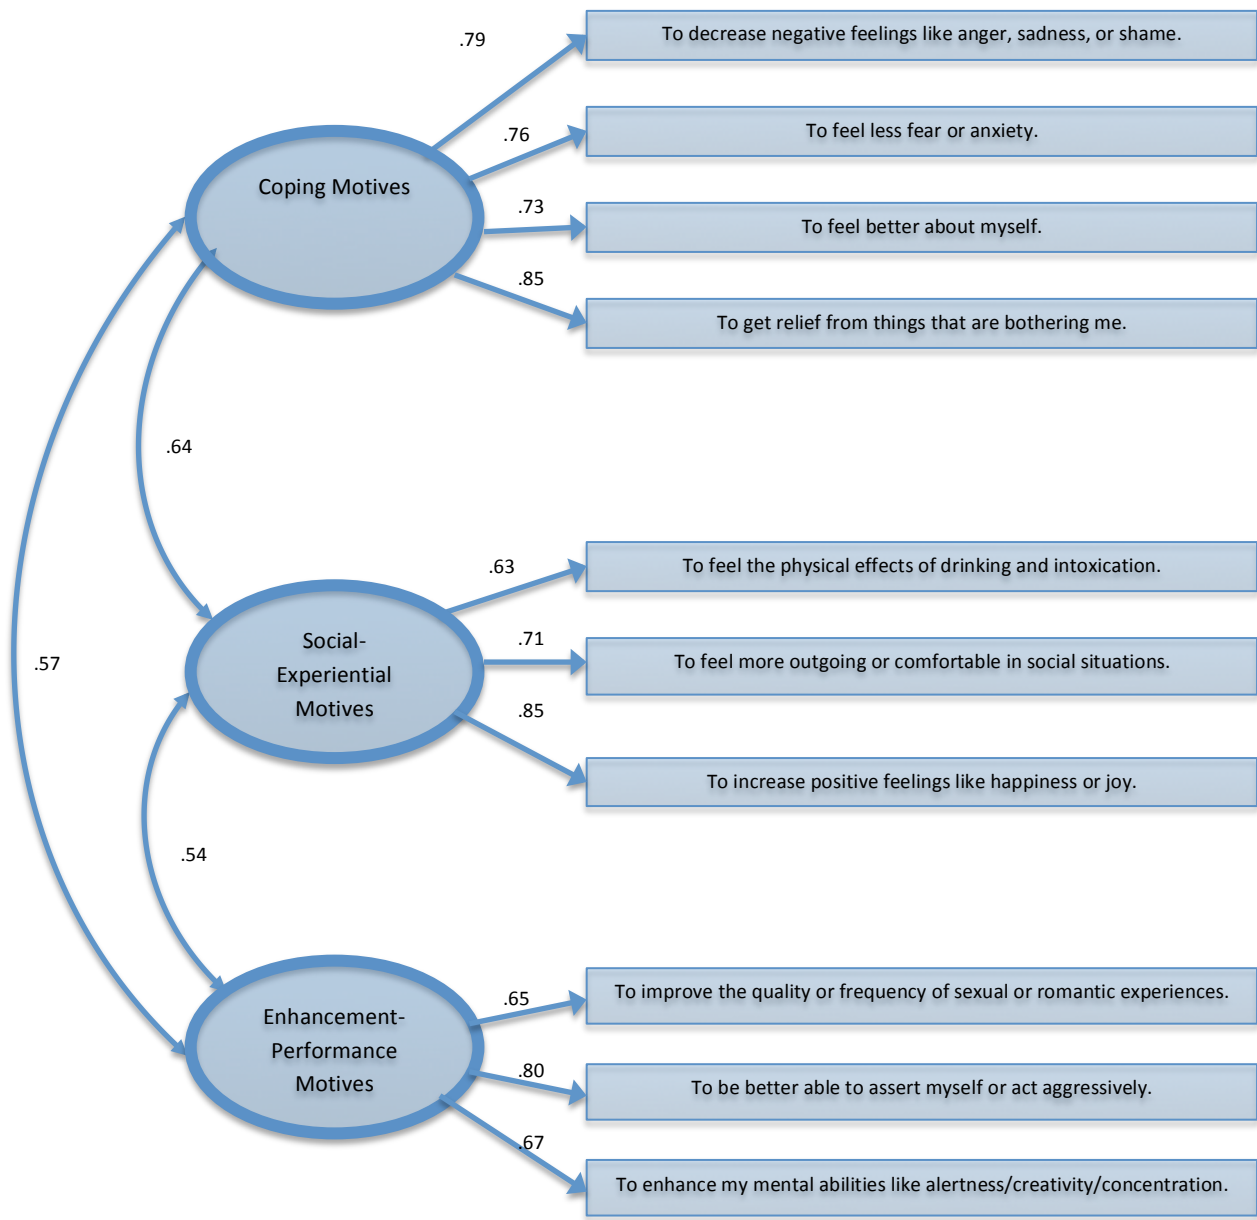 .79
To decrease negative feelings like anger, sadness, or shame.
.76
To feel less fear or anxiety.
Coping Motives
.73
To feel better about myself.
.85
To get relief from things that are bothering me.
.64
.63
To feel the physical effects of drinking and intoxication.
Social-
Experiential
Motives
.71
To feel more outgoing or comfortable in social situations.
.57
.85
To increase positive feelings like happiness or joy.
.54
.65
To improve the quality or frequency of sexual or romantic experiences.
Enhancement-
Performance
Motives
.80
To be better able to assert myself or act aggressively.
.67
To enhance my mental abilities like alertness/creativity/concentration.